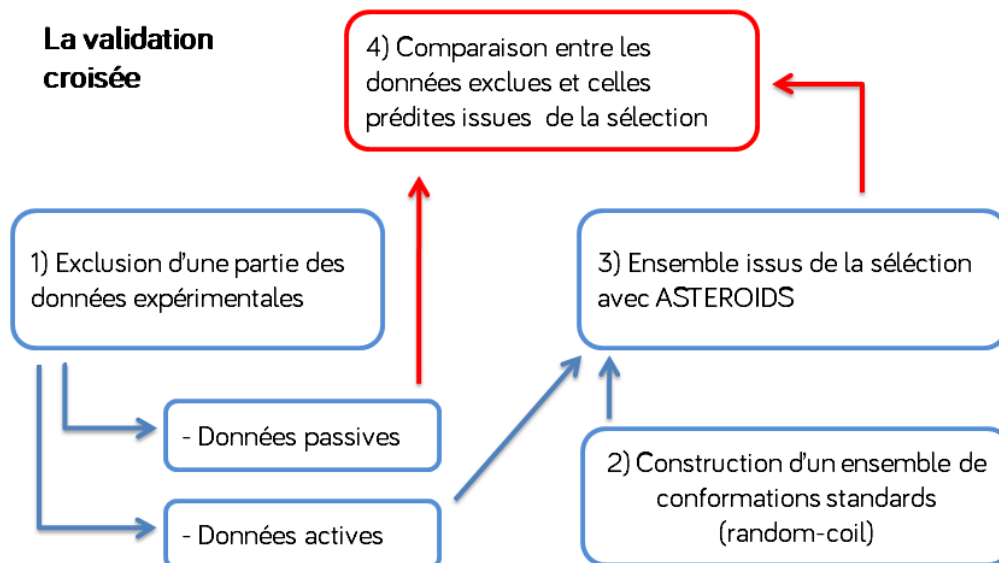 La validation
croisée
4) Comparaison entre les
données exclues et celles
prédites issues de la sélection
1) Exclusion d'une partie des
données expérimentales
3) Ensemble issus de la séléction
avec ASTEROIDS
- Données passives
- Données actives
2) Construction d'un ensemble de
conformations standards
(random-coil)